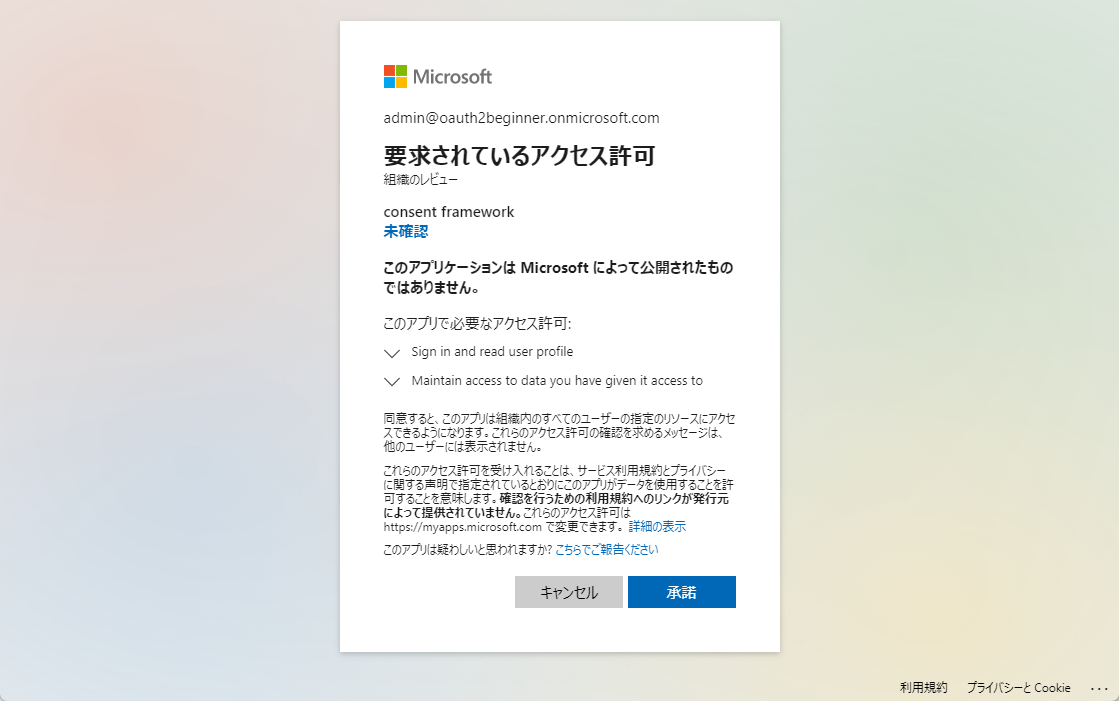 Microsoft
admin@oauth2beginner.onmicrosoft.com
要求されているアクセス許可
組織のレビュー
consent framework
未確認
このアプリケーションは Microsoft によって公開されたもの
ではありません。
このアプリで必要なアクセス許可:
Sign in and read user profile
Maintain access to data you have given it access to
同意すると、このアプリは組織内のすべてのユーザーの指定のリソースにアクセ
スできるようになります。これらのアクセス許可の確認を求めるメッセージは、
他のユーザーには表示されません。
これらのアクセス許可を受け入れることは、サービス利用規約とプライバシー
に関する声明で指定されているとおりにこのアプリがデータを使用することを許
可することを意味します。確認を行うための利用規約へのリンクが発行元
によって提供されていません。これらのアクセス許可は
https://myapps.microsoft.com で変更できます。 詳細の表示
このアプリは疑わしいと思われますか? こちらでご報告ください
キャンセル 承諾
利用規約 プライバシーと Cookie ...